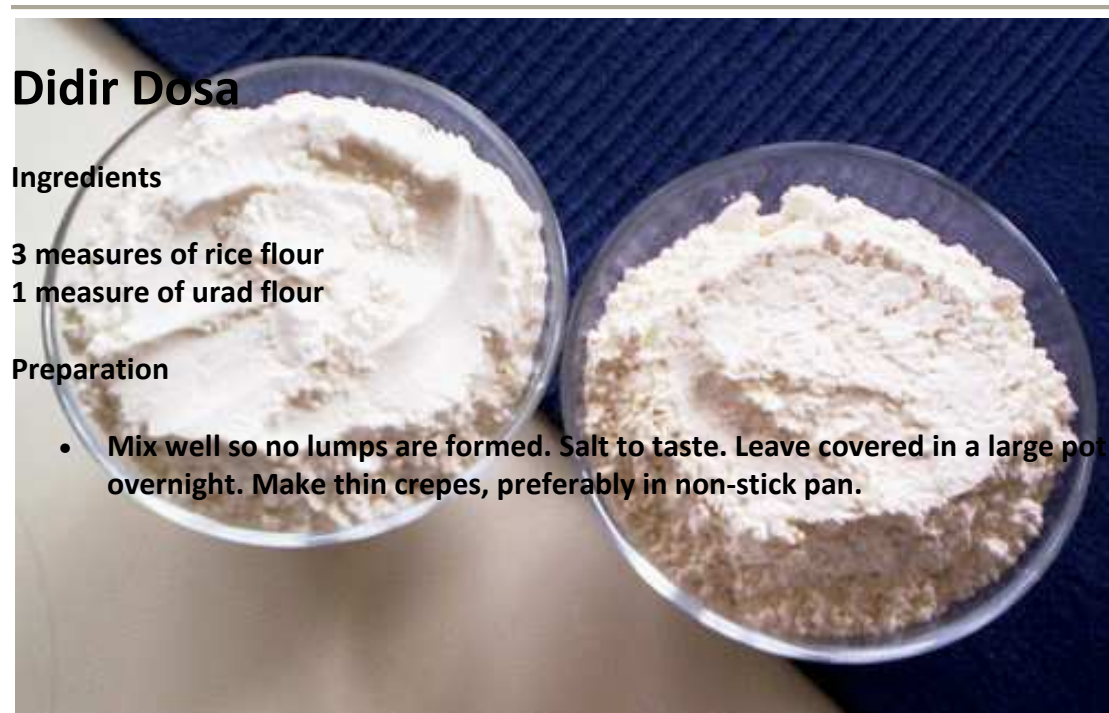 Didir Dosa
Ingredients
3 measures of rice flour
1 measure of urad flour
Preparation
• Mix well so no lumps are formed. Salt to taste. Leave covered in a large pot
overnight. Make thin crepes, preferably in non-stick pan.